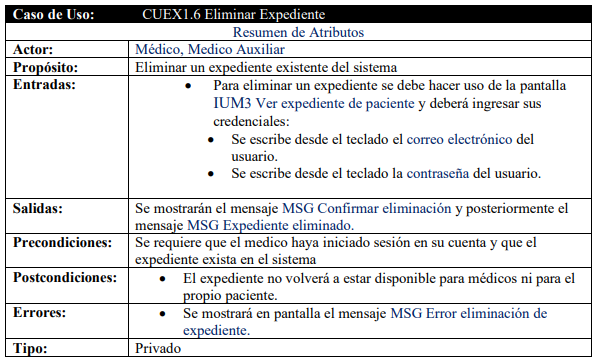 Caso de Uso: CUEX1.6 Eliminar Expediente
Resumen de Atributos
Actor: Médico, Medico Auxiliar
Propósito: Eliminar un expediente existente del sistema
Entradas: • Para eliminar un expediente se debe hacer uso de la pantalla
IUM3 Ver expediente de paciente y deberá ingresar sus
credenciales:
• Se escribe desde el teclado el correo electrónico del
usuario.
• Se escribe desde el teclado la contraseña del usuario.
Salidas: Se mostrarán el mensaje MSG Confirmar eliminación y posteriormente el
mensaje MSG Expediente eliminado.
Precondiciones: Se requiere que el medico haya iniciado sesión en su cuenta y que el
expediente exista en el sistema
Postcondiciones: • El expediente no volverá a estar disponible para médicos ni para el
propio paciente.
Errores: • Se mostrará en pantalla el mensaje MSG Error eliminación de
expediente.
Tipo: Privado